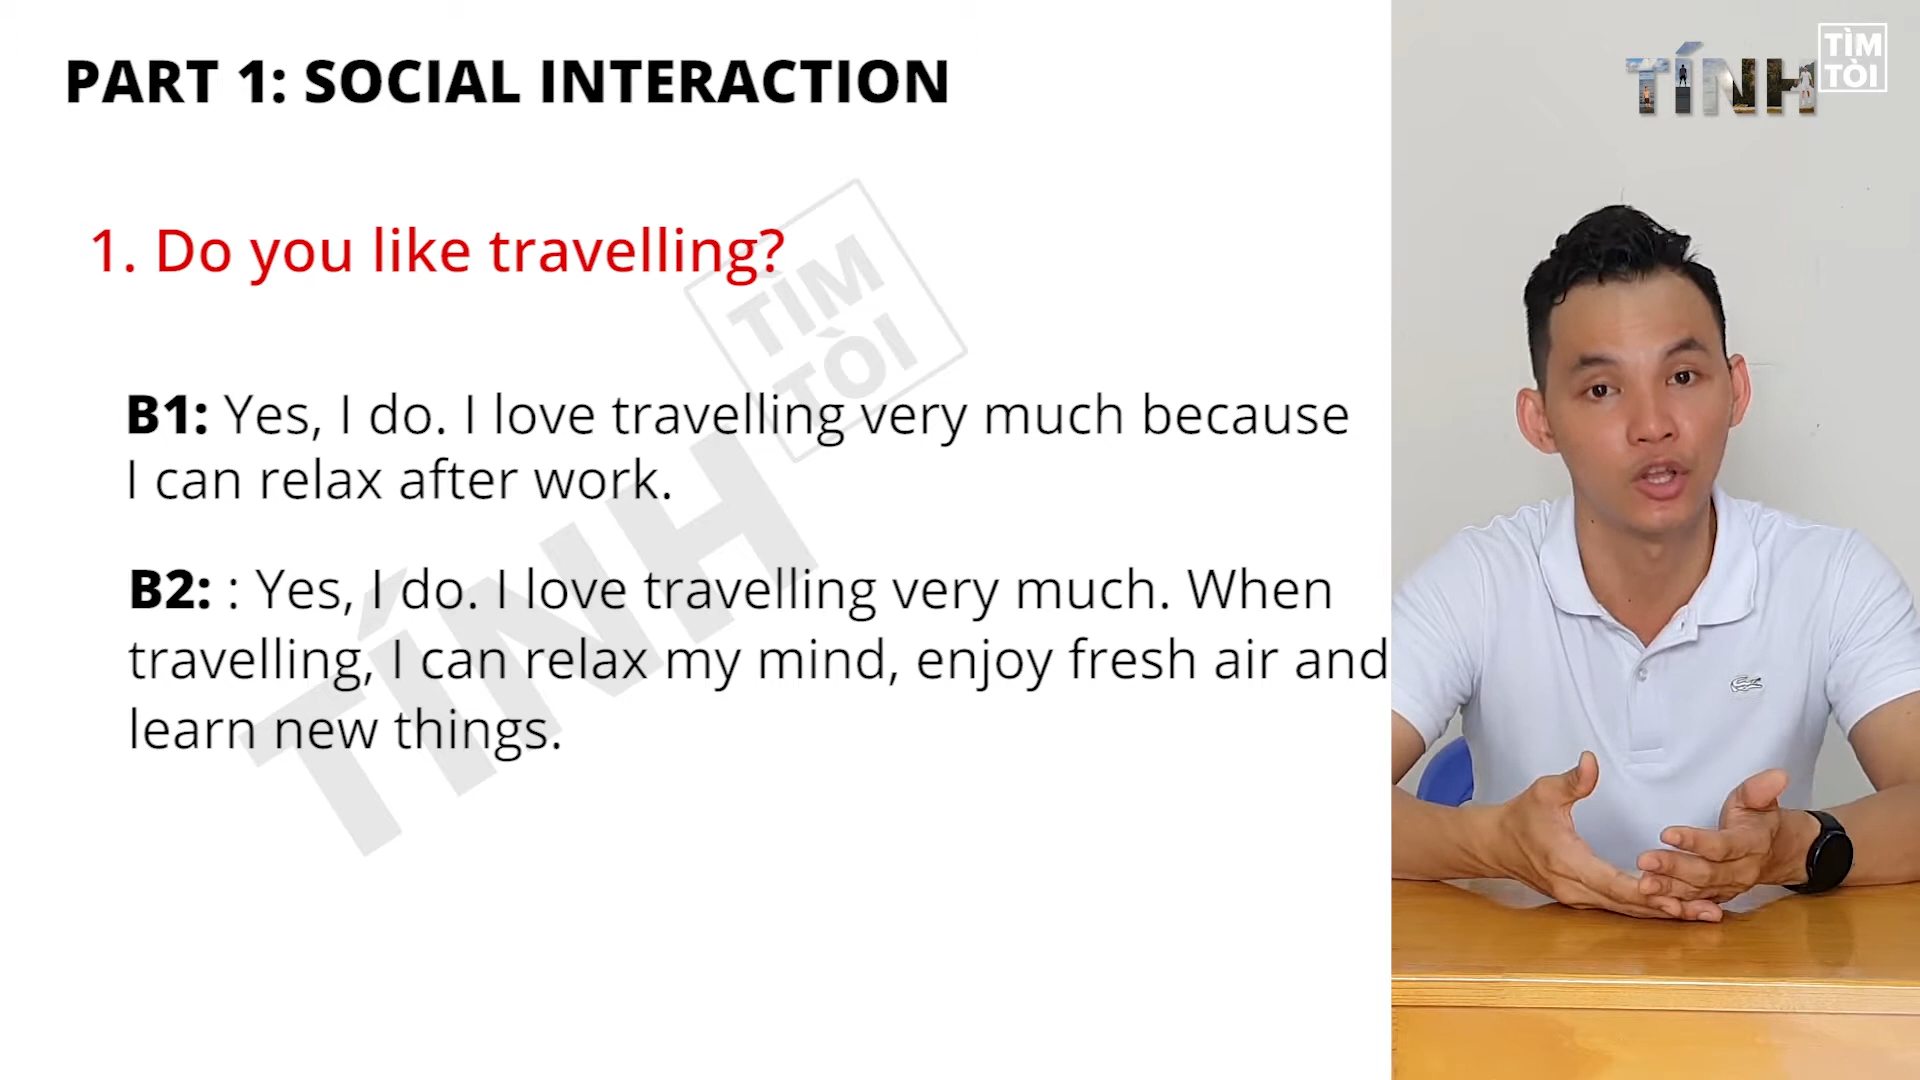 PART 1: SOCIAL INTERACTION
TÍNH
TÌM
TÒI
1. Do you like travelling?
TÌM
TÒI
B1: Yes, I do. I love travelling very much because
I can relax after work.
B2: : Yes, I do. I love travelling very much. When
travelling, I can relax my mind, enjoy fresh air and
learn new things.
TÍNH